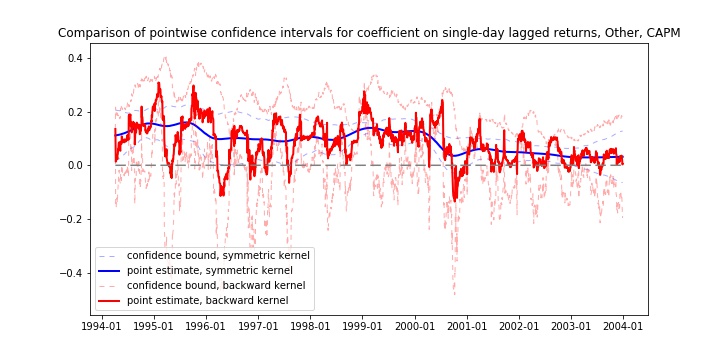 Comparison of pointwise confidence intervals for coefficient on single-day lagged returns, Other, CAPM
0.4
0.2
0.0
−0.2
−0.4
confidence bound, symmetric kernel
point estimate, symmetric kernel
confidence bound, backward kernel
point estimate, backward kernel
1994-01 1995-01 1996-01 1997-01 1998-01 1999-01 2000-01 2001-01 2002-01 2003-01 2004-01